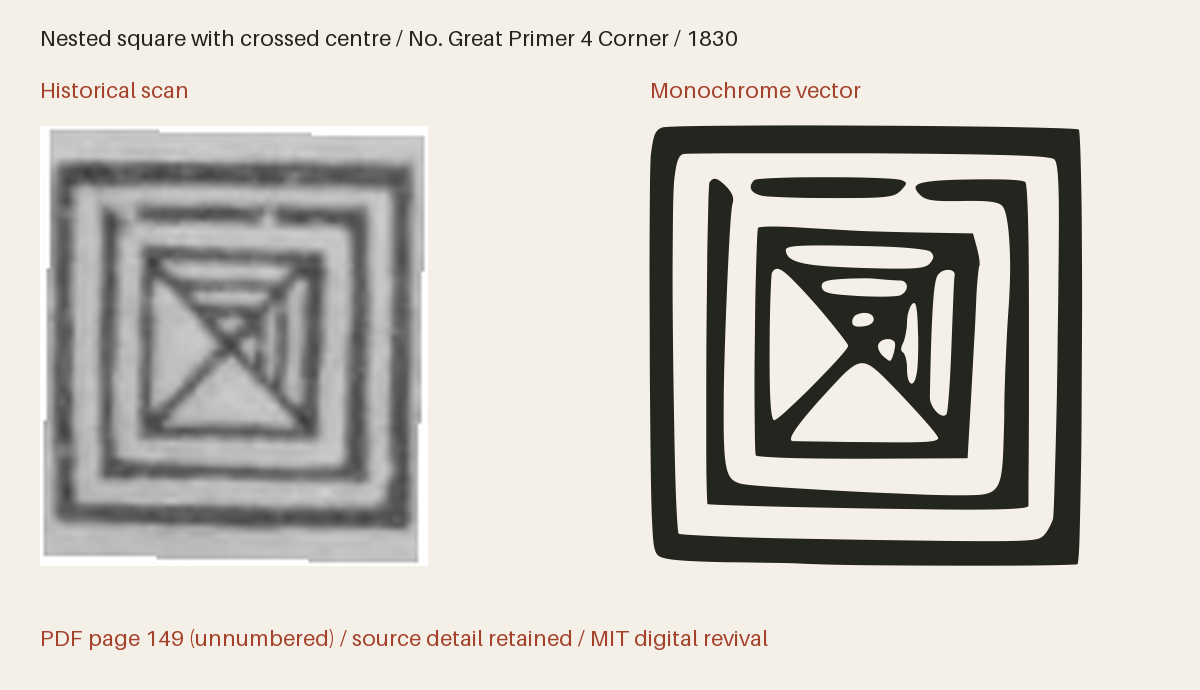 Nested square with crossed centre / No. Great Primer 4 Corner / 1830
Historical scan
Monochrome vector
PDF page 149 (unnumbered) / source detail retained / MIT digital revival